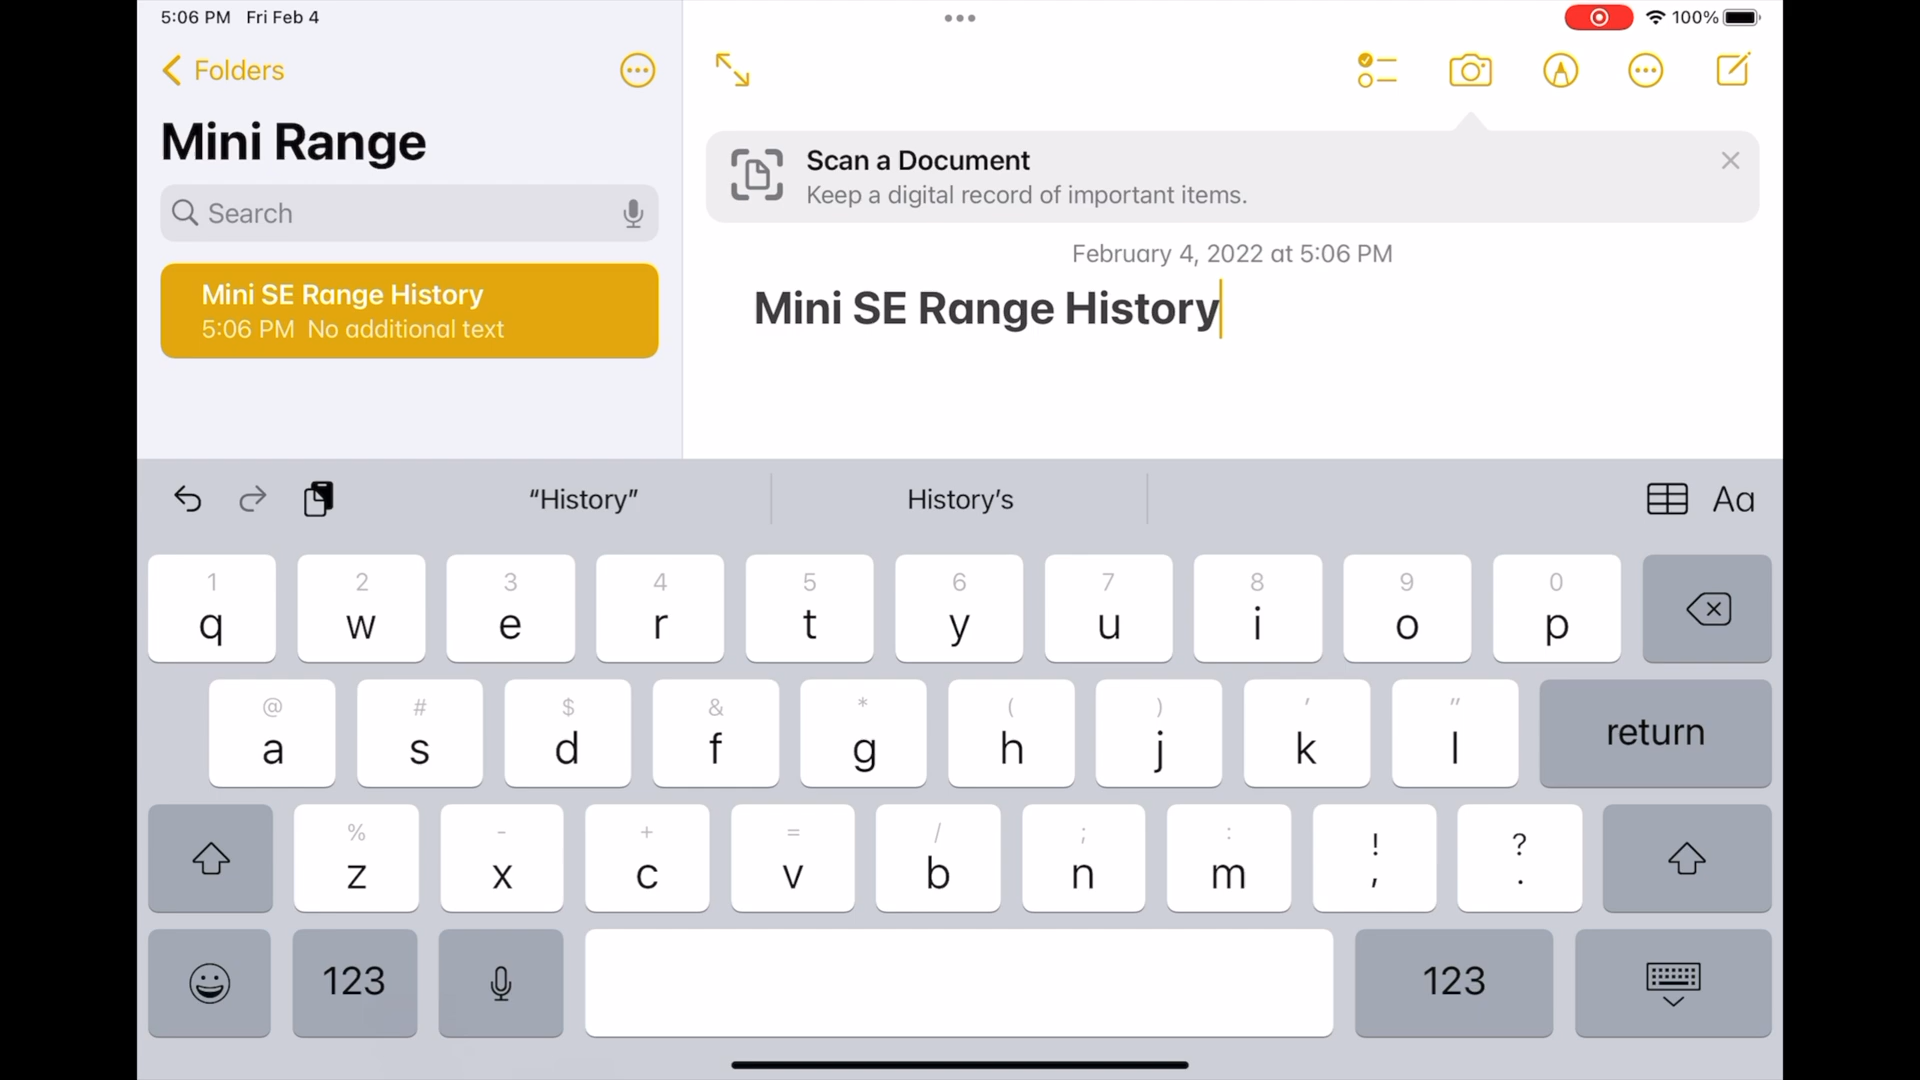 5:06 PM Fri Feb 4
100%
Folders
Mini Range
Search
Mini SE Range History
5:06 PM No additional text
Scan a Document
Keep a digital record of important items.
February 4, 2022 at 5:06 PM
Mini SE Range History
“History” History’s
Aa
1 2 3 4 5 6 7 8 9 0
q w e r t y u i o p
@ # $ & * ( ) ' "
a s d f g h j k l return
% - + = / ; : ! ?
z x c v b n m , .
123 123